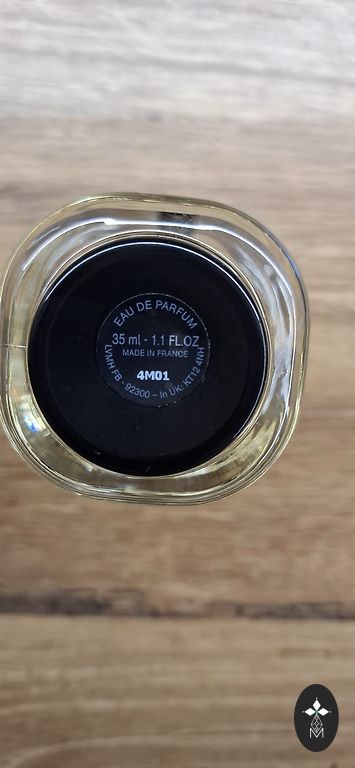 EAU DE PARFUM
35 ml - 1.1 FL.OZ
MADE IN FRANCE
4M01
LVMH FB - 92300 - In UK: KT12 4NH
M